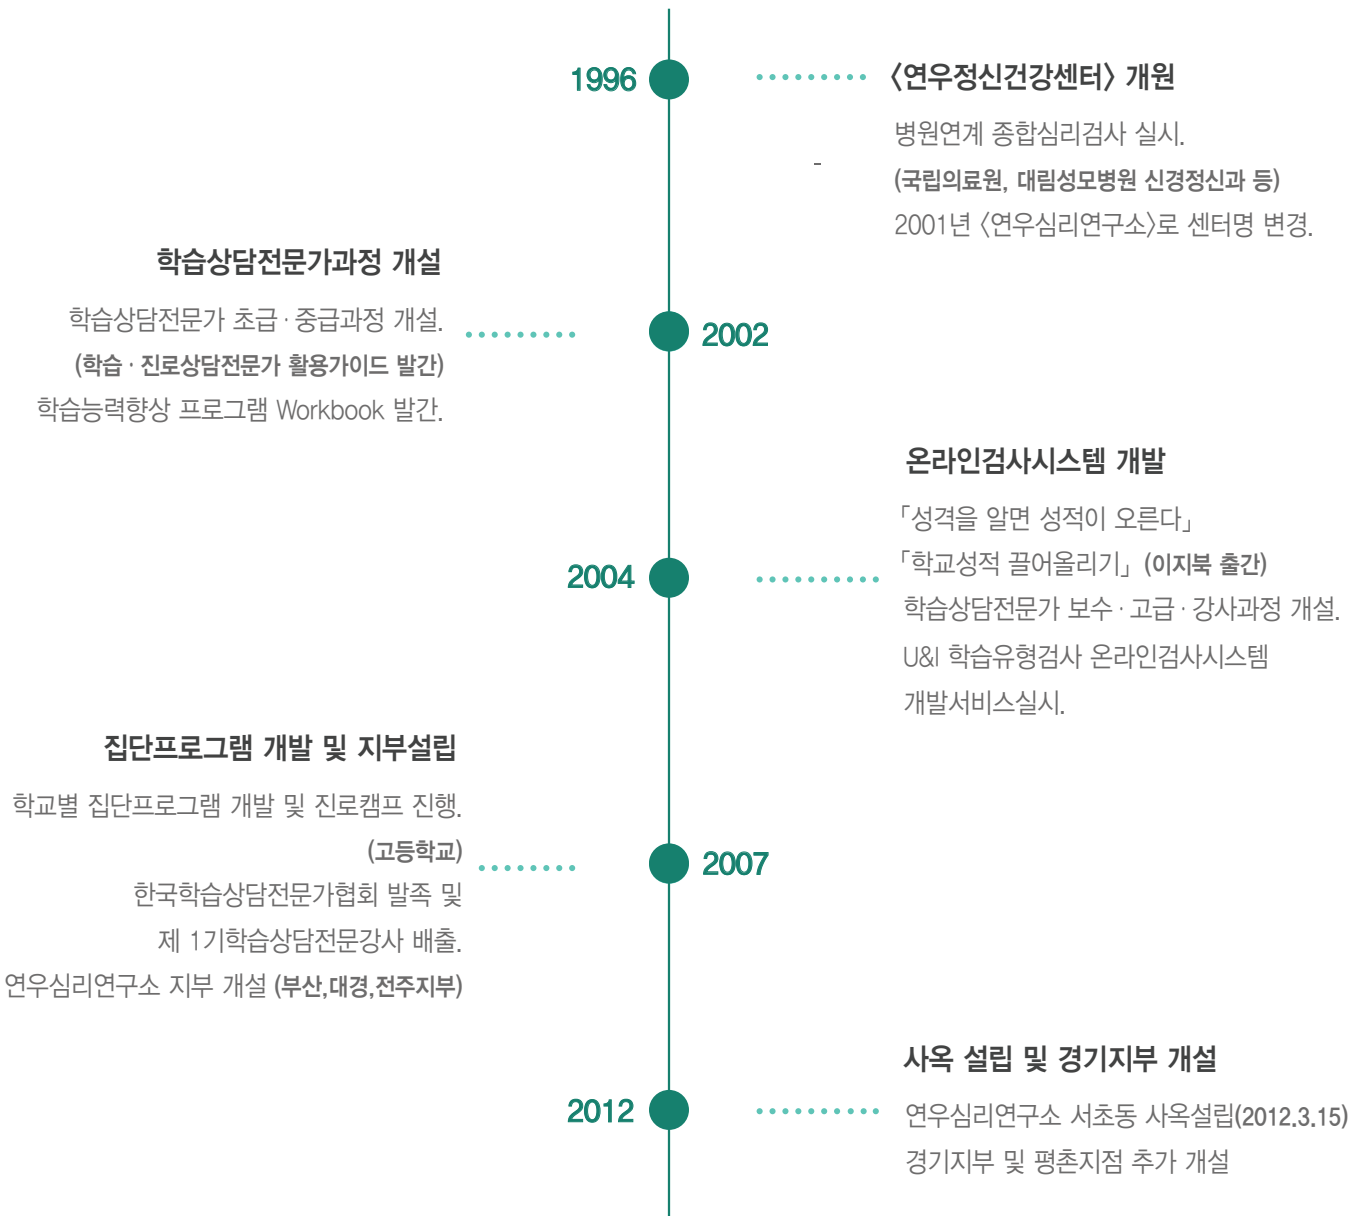 1996
〈연우정신건강센터〉 개원
병원연계 종합심리검사 실시.
(국립의료원, 대림성모병원 신경정신과 등)
2001년 〈연우심리연구소〉로 센터명 변경.
학습상담전문가과정 개설
학습상담전문가 초급 · 중급과정 개설.
(학습 · 진로상담전문가 활용가이드 발간)
학습능력향상 프로그램 Workbook 발간.
2002
온라인검사시스템 개발
「성격을 알면 성적이 오른다」
「학교성적 끌어올리기」 (이지북 출간)
학습상담전문가 보수 · 고급 · 강사과정 개설.
U&I 학습유형검사 온라인검사시스템
개발서비스실시.
2004
집단프로그램 개발 및 지부설립
학교별 집단프로그램 개발 및 진로캠프 진행.
(고등학교)
한국학습상담전문가협회 발족 및
제 1기학습상담전문강사 배출.
연우심리연구소 지부 개설 (부산,대경,전주지부)
2007
사옥 설립 및 경기지부 개설
연우심리연구소 서초동 사옥설립(2012.3.15)
경기지부 및 평촌지점 추가 개설
2012